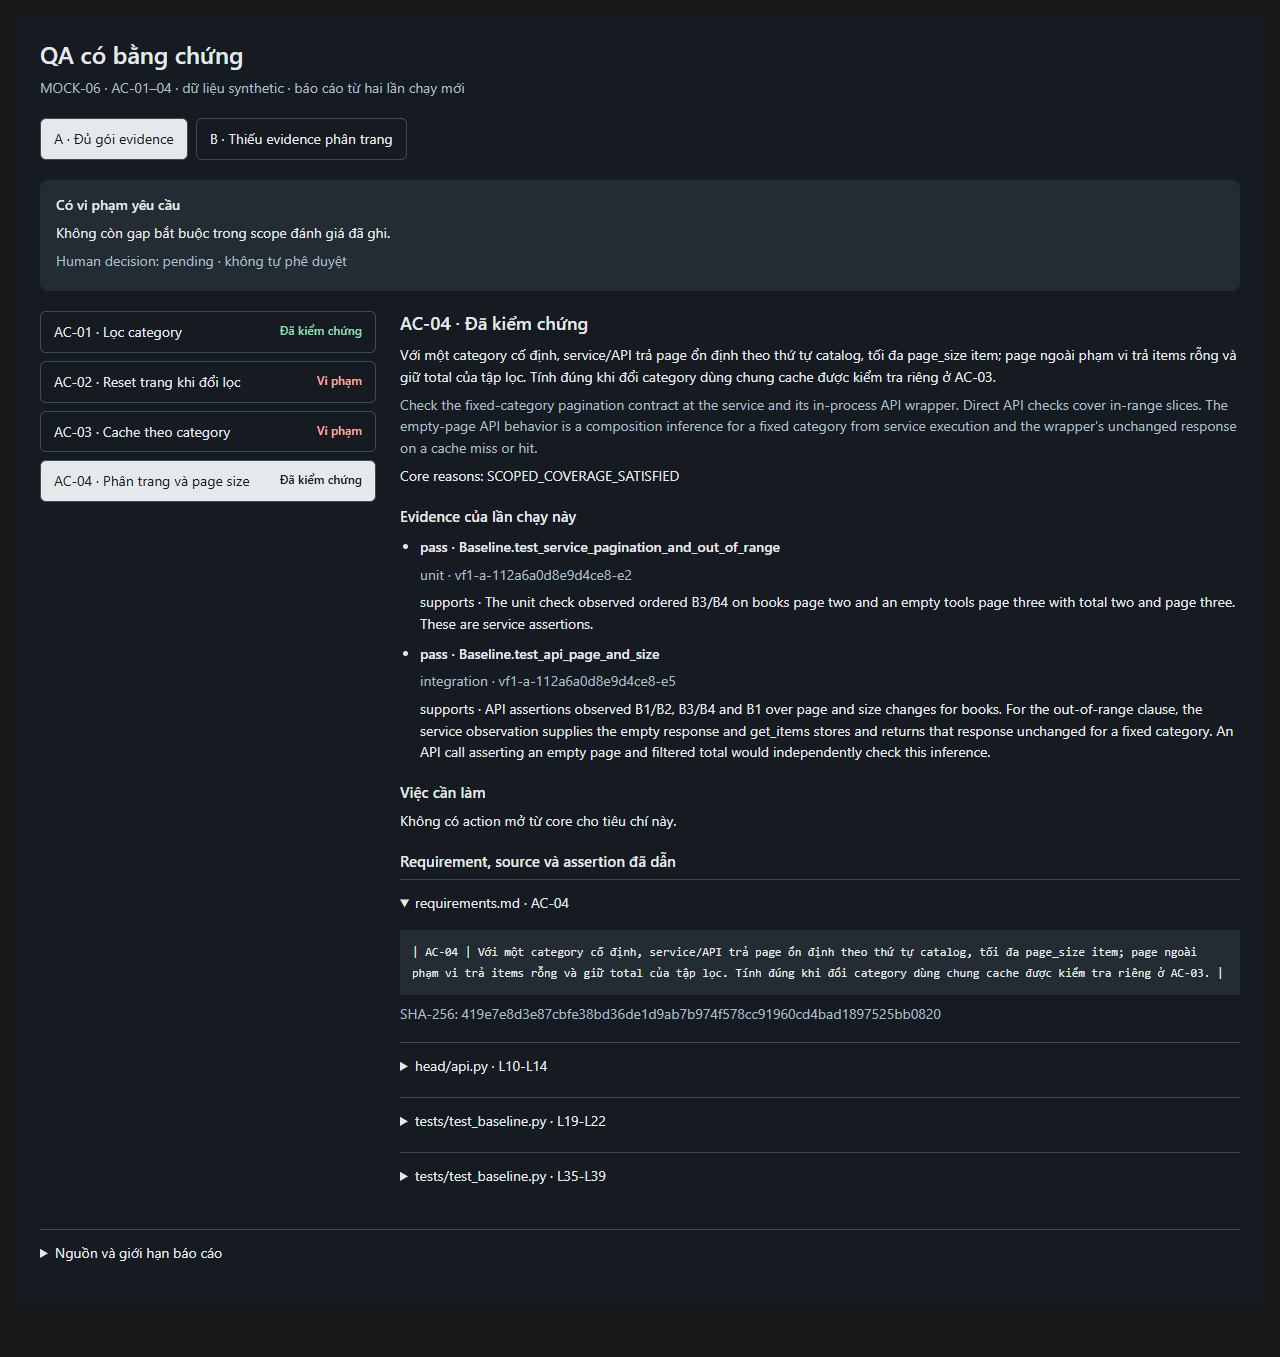 QA có bằng chứng
MOCK-06 · AC-01–04 · dữ liệu synthetic · báo cáo từ hai lần chạy mới
A · Đủ gói evidence
B · Thiếu evidence phân trang
Có vi phạm yêu cầu
Không còn gap bắt buộc trong scope đánh giá đã ghi.
Human decision: pending · không tự phê duyệt
AC-01 · Lọc category
Đã kiểm chứng
AC-02 · Reset trang khi đổi lọc
Vi phạm
AC-03 · Cache theo category
Vi phạm
AC-04 · Phân trang và page size
Đã kiểm chứng
AC-04 · Đã kiểm chứng
Với một category cố định, service/API trả page ổn định theo thứ tự catalog, tối đa page_size item; page ngoài phạm vi trả items rỗng và
giữ total của tập lọc. Tính đúng khi đổi category dùng chung cache được kiểm tra riêng ở AC-03.
Check the fixed-category pagination contract at the service and its in-process API wrapper. Direct API checks cover in-range slices. The
empty-page API behavior is a composition inference for a fixed category from service execution and the wrapper's unchanged response
on a cache miss or hit.
Core reasons: SCOPED_COVERAGE_SATISFIED
Evidence của lần chạy này
• pass · Baseline.test_service_pagination_and_out_of_range
unit · vf1-a-112a6a0d8e9d4ce8-e2
supports · The unit check observed ordered B3/B4 on books page two and an empty tools page three with total two and page three.
These are service assertions.
• pass · Baseline.test_api_page_and_size
integration · vf1-a-112a6a0d8e9d4ce8-e5
supports · API assertions observed B1/B2, B3/B4 and B1 over page and size changes for books. For the out-of-range clause, the
service observation supplies the empty response and get_items stores and returns that response unchanged for a fixed category. An
API call asserting an empty page and filtered total would independently check this inference.
Việc cần làm
Không có action mở từ core cho tiêu chí này.
Requirement, source và assertion đã dẫn
▼ requirements.md · AC-04
| AC-04 | Với một category cố định, service/API trả page ổn định theo thứ tự catalog, tối đa page_size item; page ngoài
phạm vi trả items rỗng và giữ total của tập lọc. Tính đúng khi đổi category dùng chung cache được kiểm tra riêng ở AC-03. |
SHA-256: 419e7e8d3e87cbfe38bd36de1d9ab7b974f578cc91960cd4bad1897525bb0820
▶ head/api.py · L10-L14
▶ tests/test_baseline.py · L19-L22
▶ tests/test_baseline.py · L35-L39
▶ Nguồn và giới hạn báo cáo